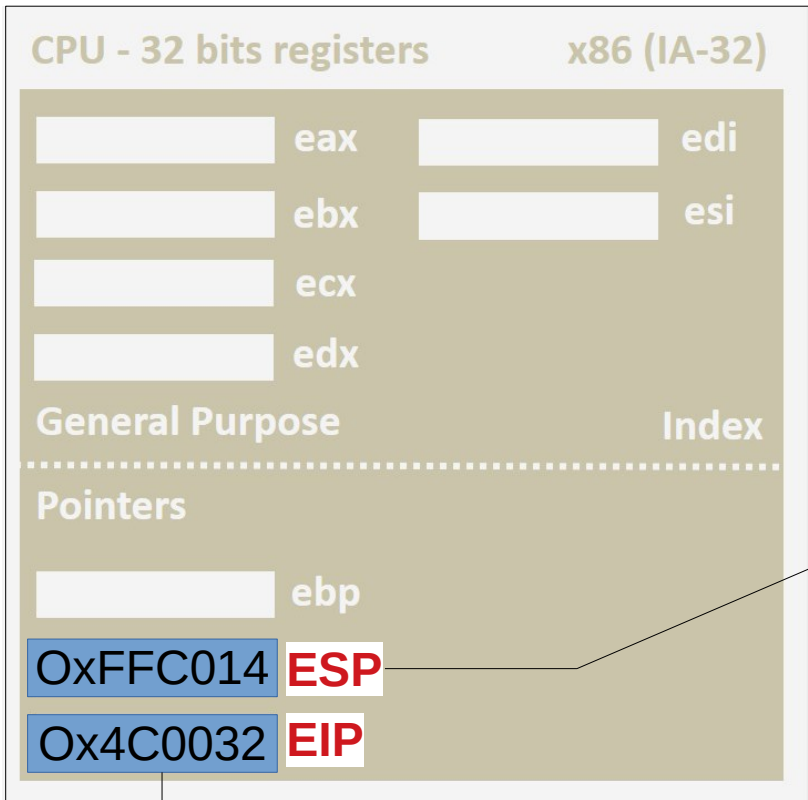 CPU - 32 bits registers x86 (IA-32)
eax edi
ebx esi
ecx
edx
General Purpose Index
Pointers
ebp
OxFFC014 ESP
Ox4C0032 EIP